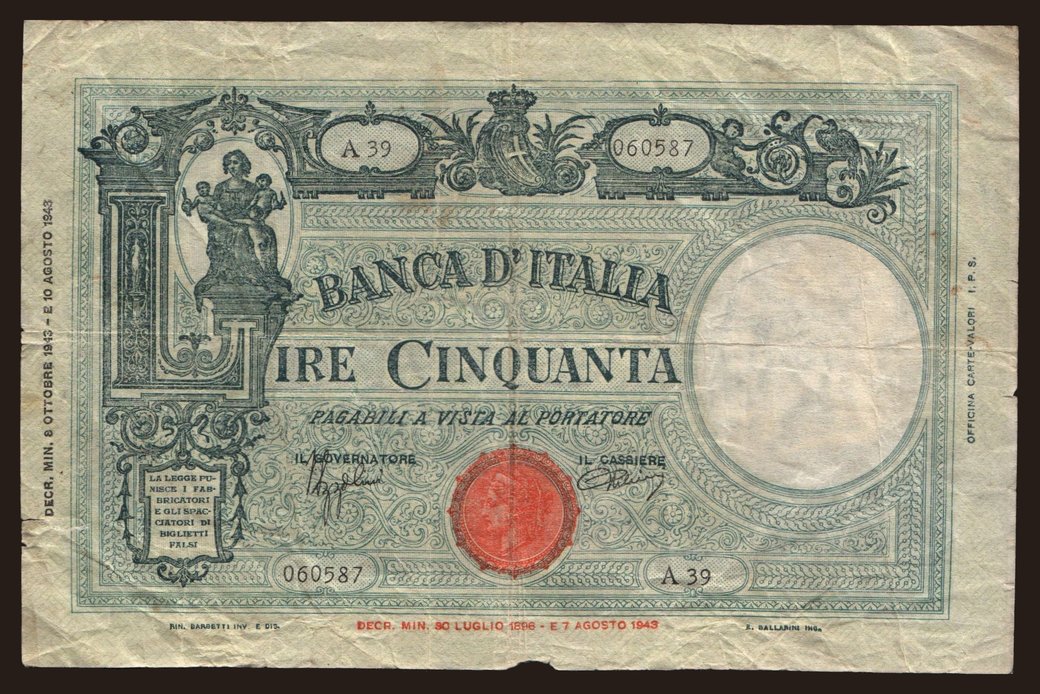 A 39
060587
BANCA D'ITALIA
LIRE CINQUANTA
PAGABILI A VISTA AL PORTATORE
IL GOVERNATORE
IL CASSIERE
LA LEGGE PU-
NISCE I FAB-
BRICATORI
E GLI SPAC-
CIATORI DI
BIGLIETTI
FALSI
060587
A 39
RIN. BARBETTI INV. E DIS.
DECR. MIN. 30 LUGLIO 1896 - E 7 AGOSTO 1943
E. BALLARINI INC.
DECR. MIN. 8 OTTOBRE 1943 - E 10 AGOSTO 1943
OFFICINA CARTE-VALORI I. P. S.